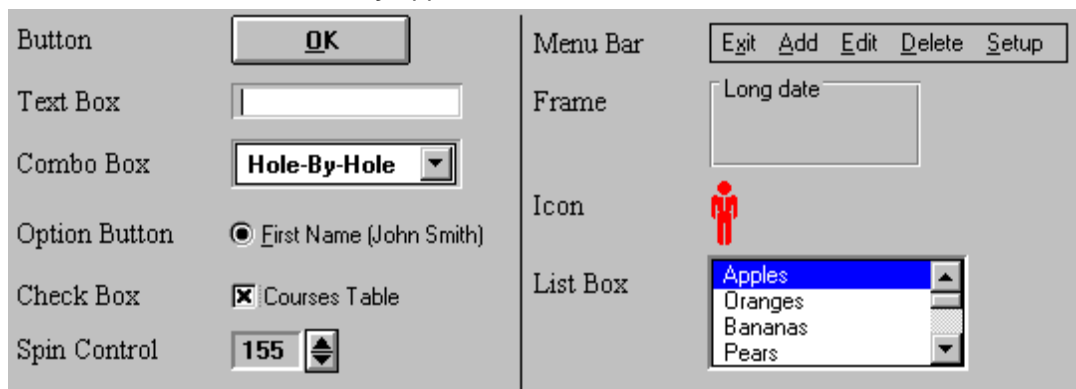 Button OK
Text Box
Combo Box Hole-By-Hole
Option Button First Name (John Smith)
Check Box Courses Table
Spin Control 155
Menu Bar Exit Add Edit Delete Setup
Frame Long date
Icon
List Box Apples
Oranges
Bananas
Pears